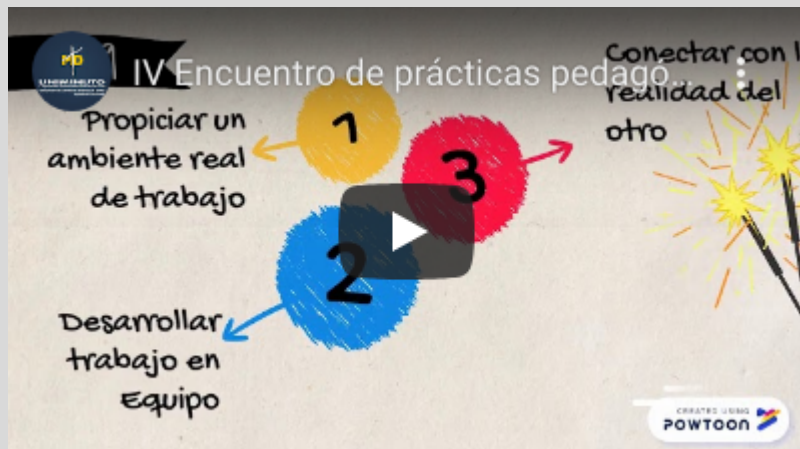 MD
UNIMINUTO
IV Encuentro de prácticas pedagó...
Propiciar un
ambiente real
de trabajo
1
3
Conectar con l
realidad del
otro
2
Desarrollar
trabajo en
Equipo
CREATED USING
POWTOON